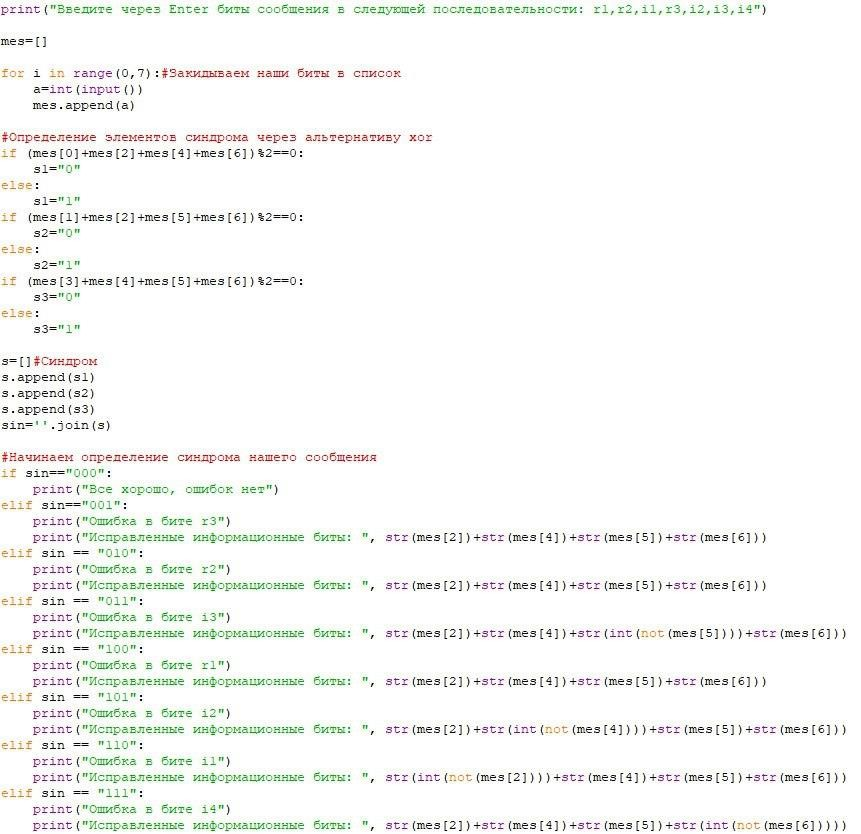 print("Введите через Enter биты сообщения в следующей последовательности: r1,r2,i1,r3,i2,i3,i4")
mes=[]
for i in range(0,7):#Закидываем наши биты в список
    a=int(input())
    mes.append(a)
#Определение элементов синдрома через альтернативу xor
if (mes[0]+mes[2]+mes[4]+mes[6])%2==0:
    s1="0"
else:
    s1="1"
if (mes[1]+mes[2]+mes[5]+mes[6])%2==0:
    s2="0"
else:
    s2="1"
if (mes[3]+mes[4]+mes[5]+mes[6])%2==0:
    s3="0"
else:
    s3="1"
s=[]#Синдром
s.append(s1)
s.append(s2)
s.append(s3)
sin=''.join(s)
#Начинаем определение синдрома нашего сообщения
if sin=="000":
    print("Все хорошо, ошибок нет")
elif sin=="001":
    print("Ошибка в бите r3")
    print("Исправленные информационные биты: ", str(mes[2])+str(mes[4])+str(mes[5])+str(mes[6]))
elif sin == "010":
    print("Ошибка в бите r2")
    print("Исправленные информационные биты: ", str(mes[2])+str(mes[4])+str(mes[5])+str(mes[6]))
elif sin == "011":
    print("Ошибка в бите i3")
    print("Исправленные информационные биты: ", str(mes[2])+str(mes[4])+str(int(not(mes[5])))+str(mes[6]))
elif sin == "100":
    print("Ошибка в бите r1")
    print("Исправленные информационные биты: ", str(mes[2])+str(mes[4])+str(mes[5])+str(mes[6]))
elif sin == "101":
    print("Ошибка в бите i2")
    print("Исправленные информационные биты: ", str(mes[2])+str(int(not(mes[4])))+str(mes[5])+str(mes[6]))
elif sin == "110":
    print("Ошибка в бите i1")
    print("Исправленные информационные биты: ", str(int(not(mes[2])))+str(mes[4])+str(mes[5])+str(mes[6]))
elif sin == "111":
    print("Ошибка в бите i4")
    print("Исправленные информационные биты: ", str(mes[2])+str(mes[4])+str(mes[5])+str(int(not(mes[6]))))